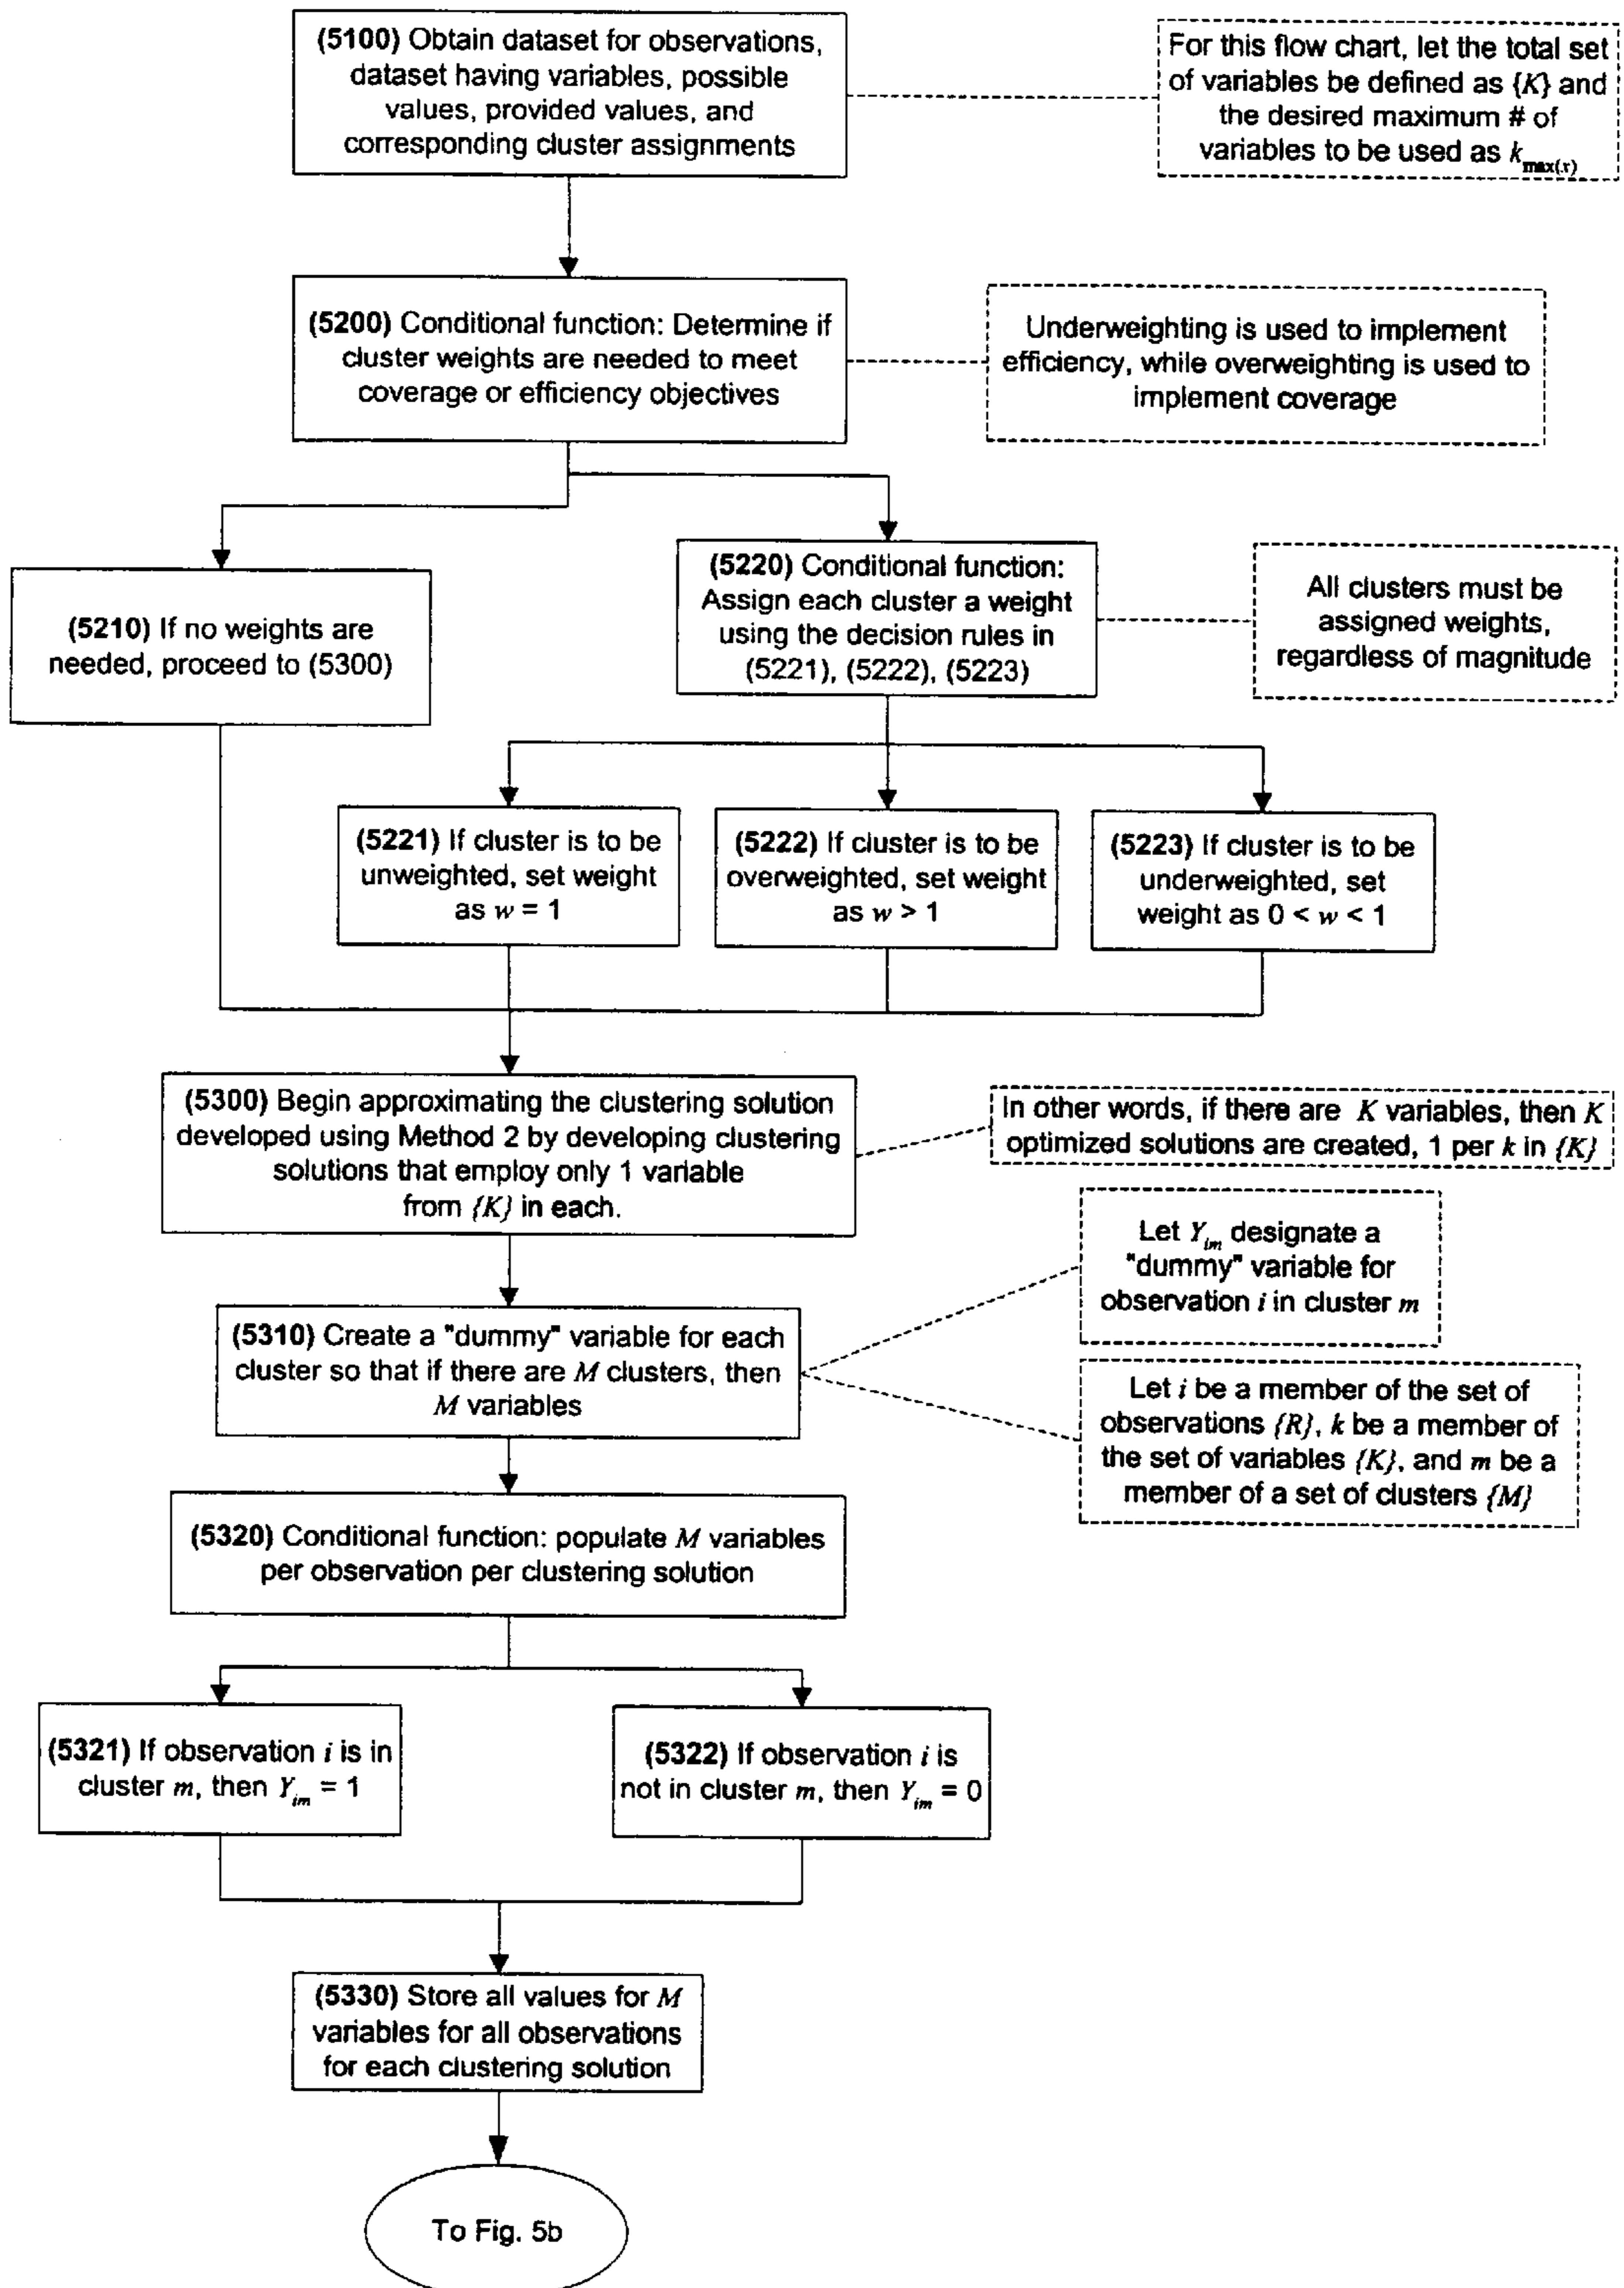 (5100) Obtain dataset for observations,
dataset having variables, possible
values, provided values, and
corresponding cluster assignments
For this flow chart, let the total set
of variables be defined as {K} and
the desired maximum # of
variables to be used as k_max(x)
(5200) Conditional function: Determine if
cluster weights are needed to meet
coverage or efficiency objectives
Underweighting is used to implement
efficiency, while overweighting is used to
implement coverage
(5210) If no weights are
needed, proceed to (5300)
(5220) Conditional function:
Assign each cluster a weight
using the decision rules in
(5221), (5222), (5223)
All clusters must be
assigned weights,
regardless of magnitude
(5221) If cluster is to be
unweighted, set weight
as w = 1
(5222) If cluster is to be
overweighted, set weight
as w > 1
(5223) If cluster is to be
underweighted, set
weight as 0 < w < 1
(5300) Begin approximating the clustering solution
developed using Method 2 by developing clustering
solutions that employ only 1 variable
from {K} in each.
In other words, if there are K variables, then K
optimized solutions are created, 1 per k in {K}
(5310) Create a "dummy" variable for each
cluster so that if there are M clusters, then
M variables
Let Y_im designate a
"dummy" variable for
observation i in cluster m
Let i be a member of the set of
observations {R}, k be a member of
the set of variables {K}, and m be a
member of a set of clusters {M}
(5320) Conditional function: populate M variables
per observation per clustering solution
(5321) If observation i is in
cluster m, then Y_im = 1
(5322) If observation i is
not in cluster m, then Y_im = 0
(5330) Store all values for M
variables for all observations
for each clustering solution
To Fig. 5b